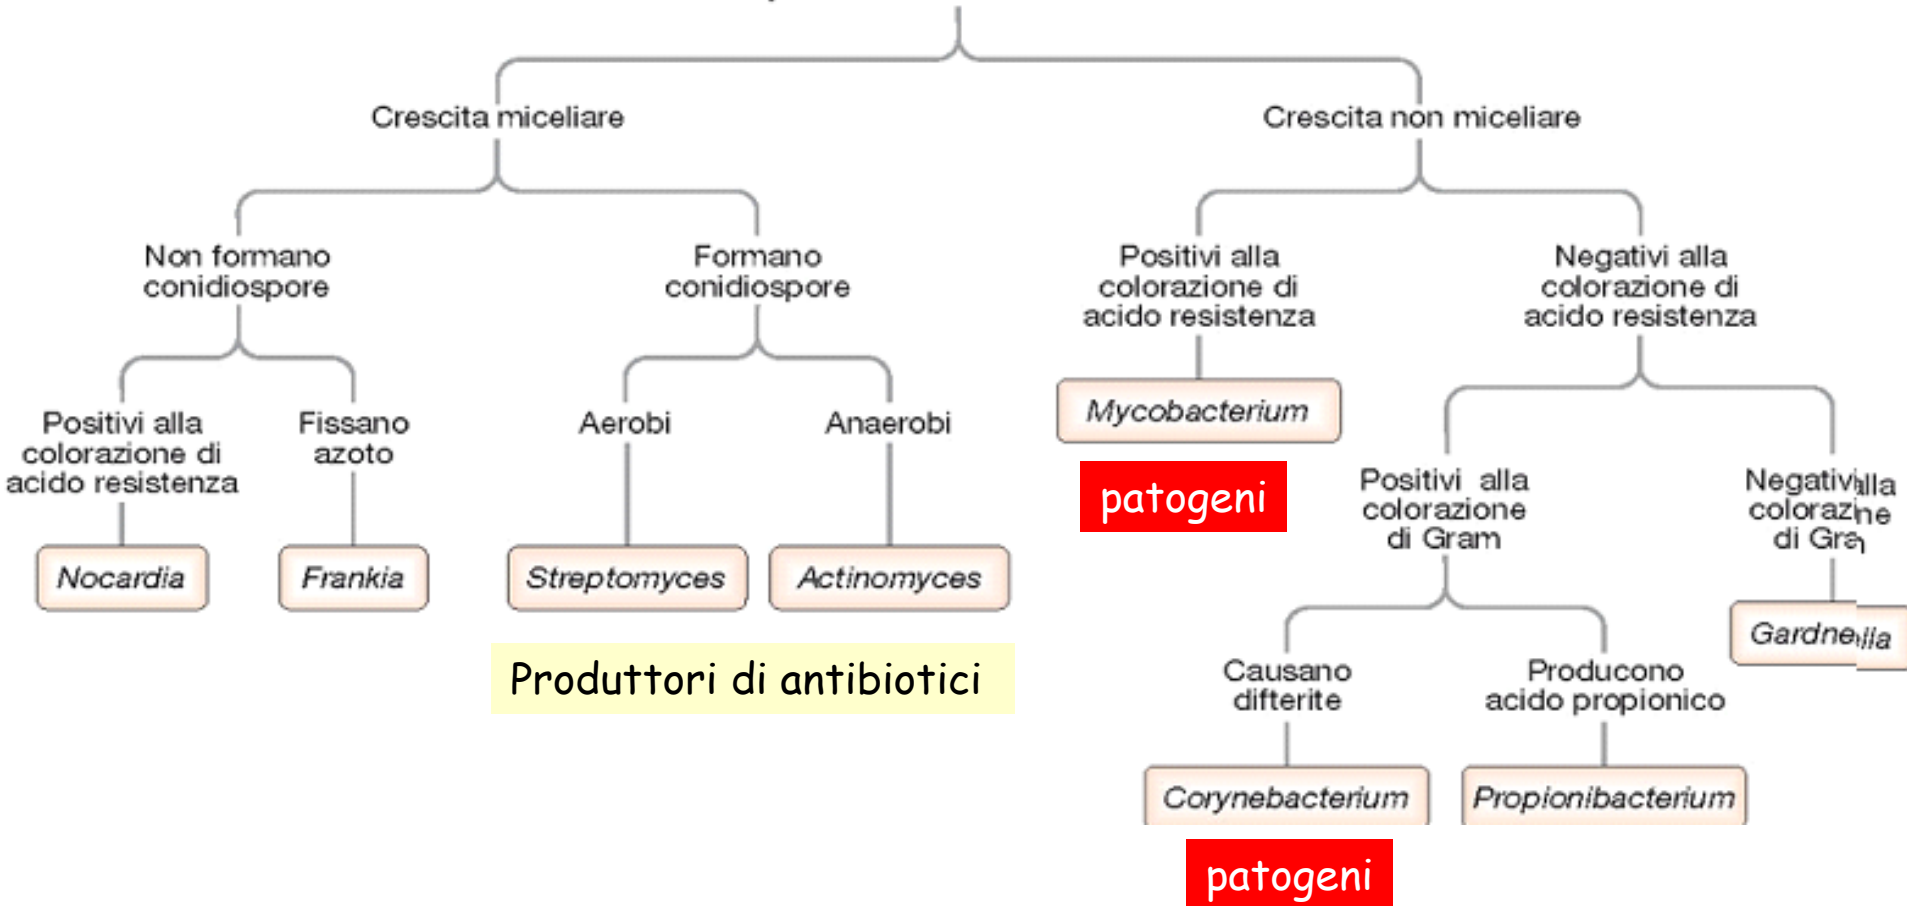 Crescita miceliare
Crescita non miceliare
Non formano
conidiospore
Formano
conidiospore
Positivi alla
colorazione di
acido resistenza
Negativi alla
colorazione di
acido resistenza
Positivi alla
colorazione di
acido resistenza
Fissano
azoto
Aerobi
Anaerobi
Mycobacterium
patogeni
Positivi alla
colorazione
di Gram
Nocardia
Frankia
Streptomyces
Actinomyces
Produttori di antibiotici
Causano
difterite
Producono
acido propionico
Corynebacterium
Propionibacterium
patogeni